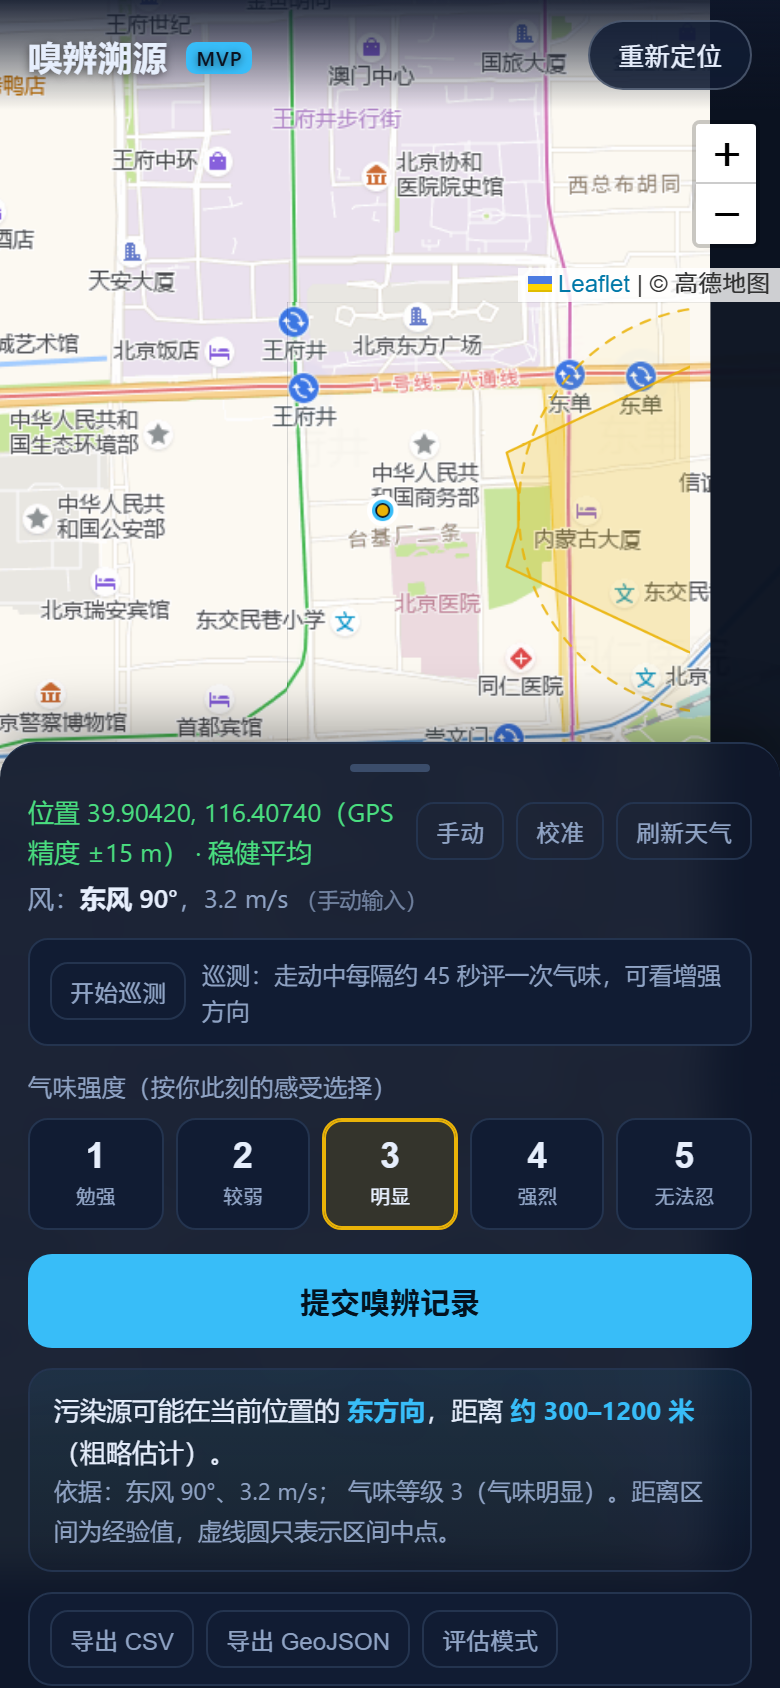 王府世纪
嗅辨溯源 MVP
国旅大厦
重新定位
鸭店
澳门中心
王府井步行街
+
王府中环
北京协和
医院院史馆
西总布胡同
−
酒店
天安大厦
Leaflet | © 高德地图
城艺术馆
北京饭店
王府井
北京东方广场
1号线、八通线
东单
东单
王府井
中华人民共和
国生态环境部
中华人民共
和国商务部
信
中华人民共
和国公安部
台基厂二条
内蒙古大厦
北京瑞安宾馆
东交民巷小学
文
北京医院
文
东交民
同仁医院
文
北京
京警察博物馆
首都宾馆
崇文门
位置 39.90420, 116.40740（GPS
精度 ±15 m） · 稳健平均
手动
校准
刷新天气
风：东风 90°，3.2 m/s （手动输入）
开始巡测
巡测：走动中每隔约 45 秒评一次气味，可看增强
方向
气味强度（按你此刻的感受选择）
1
勉强
2
较弱
3
明显
4
强烈
5
无法忍
提交嗅辨记录
污染源可能在当前位置的 东方向，距离 约 300–1200 米
（粗略估计）。
依据：东风 90°、3.2 m/s； 气味等级 3（气味明显）。距离区
间为经验值，虚线圆只表示区间中点。
导出 CSV
导出 GeoJSON
评估模式